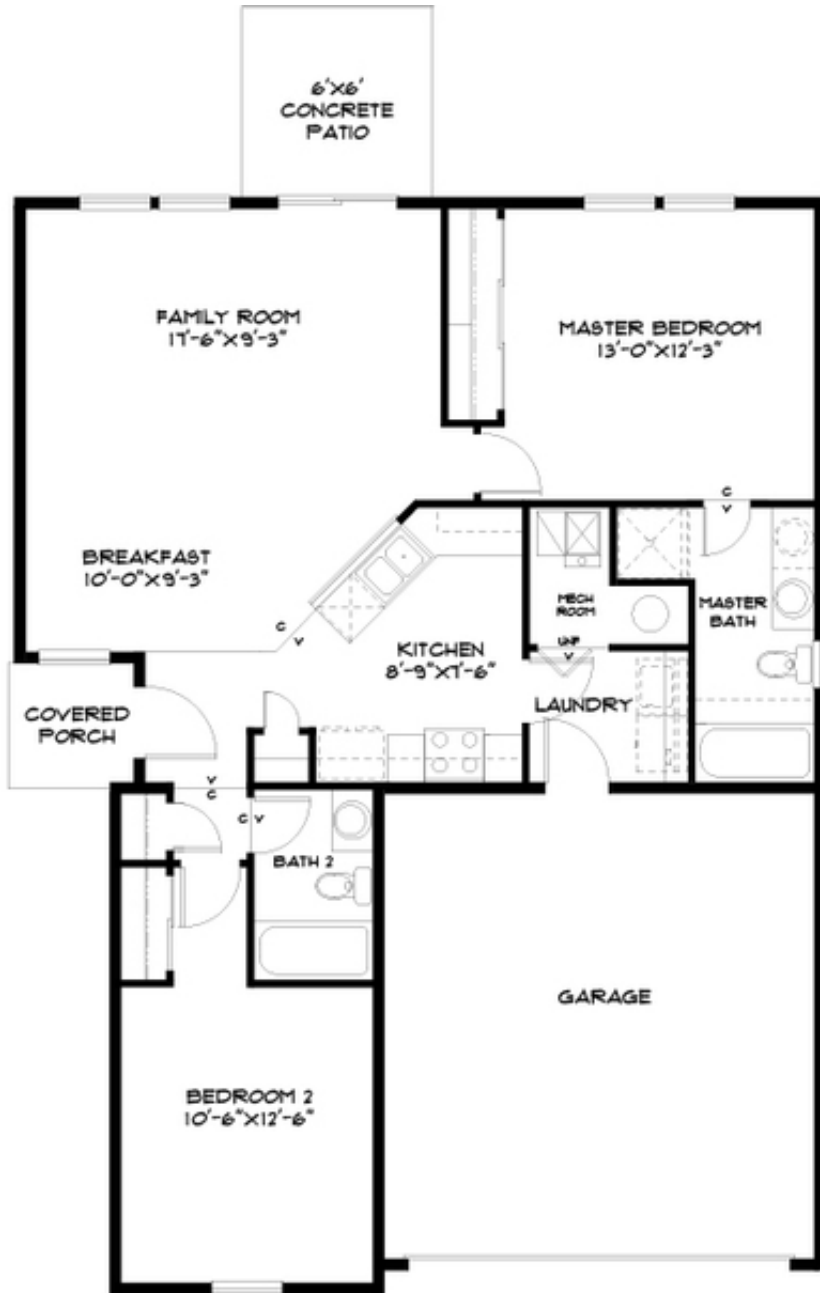 6'X6'
CONCRETE
PATIO
FAMILY ROOM
17'-6"X9'-3"
MASTER BEDROOM
13'-0"X12'-3"
C
V
BREAKFAST
10'-0"X9'-3"
C
V
KITCHEN
8'-9"X7'-6"
MECH
ROOM
UNF
V
MASTER
BATH
LAUNDRY
COVERED
PORCH
V
C
C V
BATH 2
GARAGE
BEDROOM 2
10'-6"X12'-6"